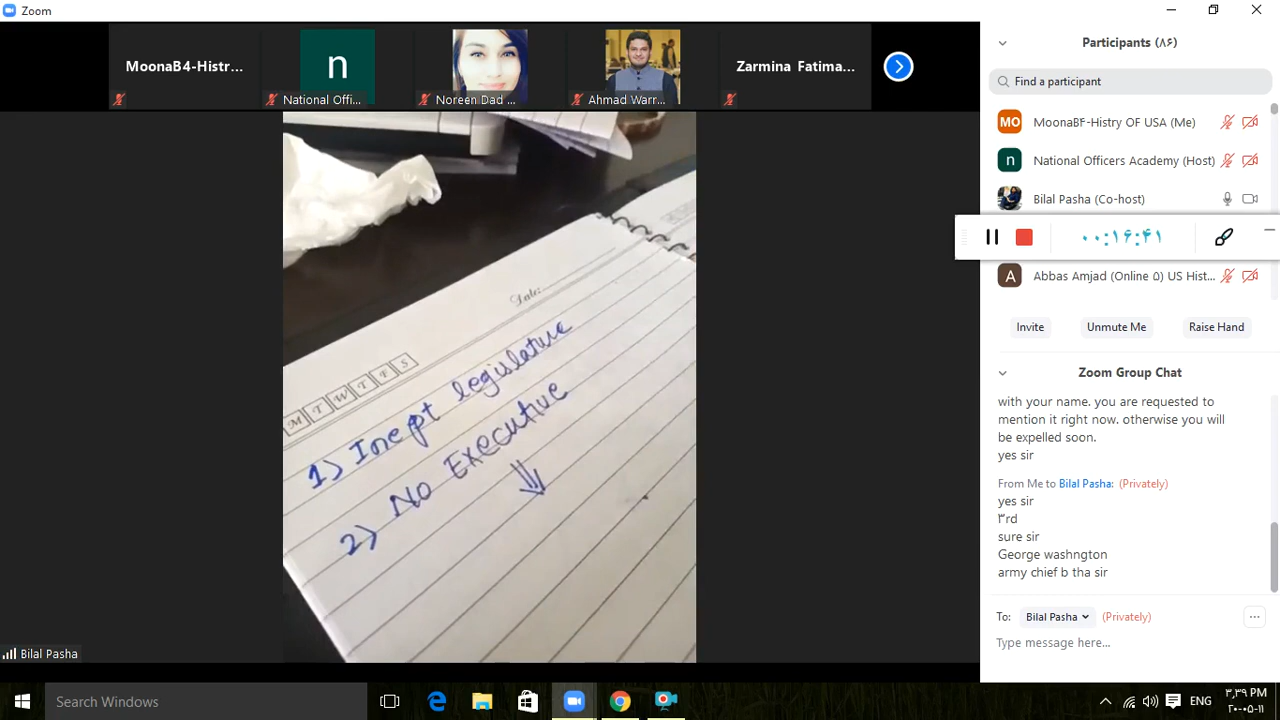 Zoom
MoonaB4-Histr...
National Offi...
Noreen Dad ...
Ahmad Warr...
Zarmina Fatima...
n
Date:
M T W T F S
1) Inept legislature
2) No Executive
Bilal Pasha
Participants (۸۶)
Find a participant
MO MoonaB۴-Histry OF USA (Me)
n National Officers Academy (Host)
Bilal Pasha (Co-host)
۰۰:۱۶:۴۱
A Abbas Amjad (Online ۵) US Hist...
Invite Unmute Me Raise Hand
Zoom Group Chat
with your name. you are requested to
mention it right now. otherwise you will
be expelled soon.
yes sir
From Me to Bilal Pasha: (Privately)
yes sir
۳rd
sure sir
George washngton
army chief b tha sir
To: Bilal Pasha (Privately)
Type message here...
Search Windows
ENG
۳:۳۹ PM
۲۰۲۰-۰۵-۱۱